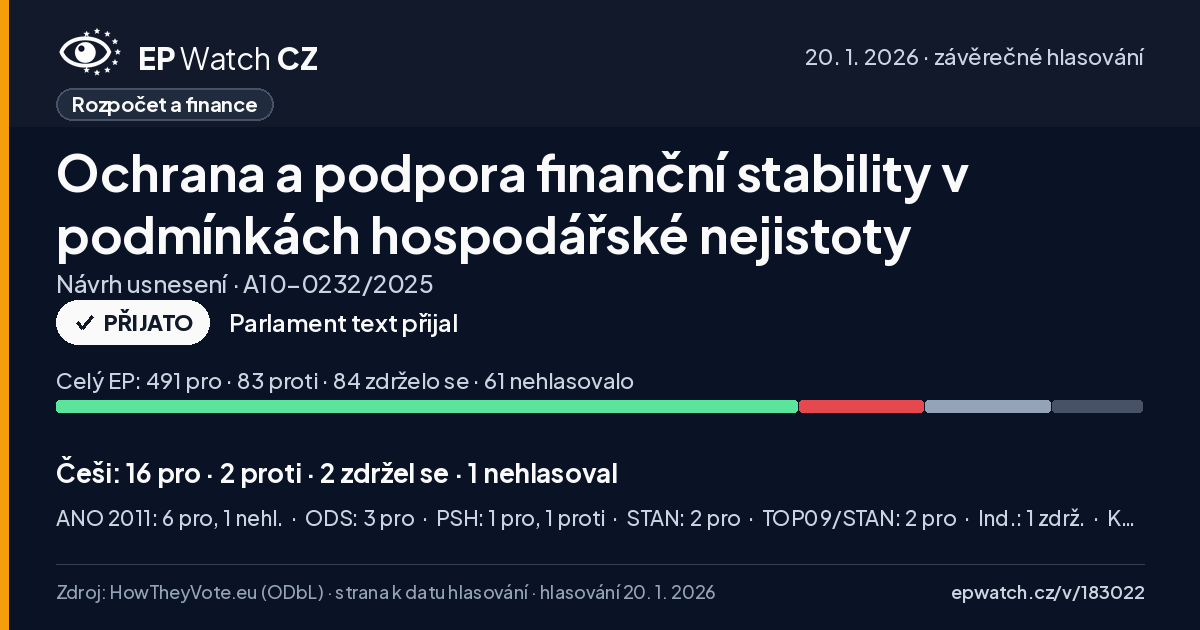 EP Watch CZ
20. 1. 2026 · závěrečné hlasování
Rozpočet a finance
Ochrana a podpora finanční stability v
podmínkách hospodářské nejistoty
Návrh usnesení · A10–0232/2025
✓ PŘIJATO Parlament text přijal
Celý EP: 491 pro · 83 proti · 84 zdrželo se · 61 nehlasovalo
Češi: 16 pro · 2 proti · 2 zdržel se · 1 nehlasoval
ANO 2011: 6 pro, 1 nehl. · ODS: 3 pro · PSH: 1 pro, 1 proti · STAN: 2 pro · TOP09/STAN: 2 pro · Ind.: 1 zdrž. · K…
Zdroj: HowTheyVote.eu (ODbL) · strana k datu hlasování · hlasování 20. 1. 2026
epwatch.cz/v/183022